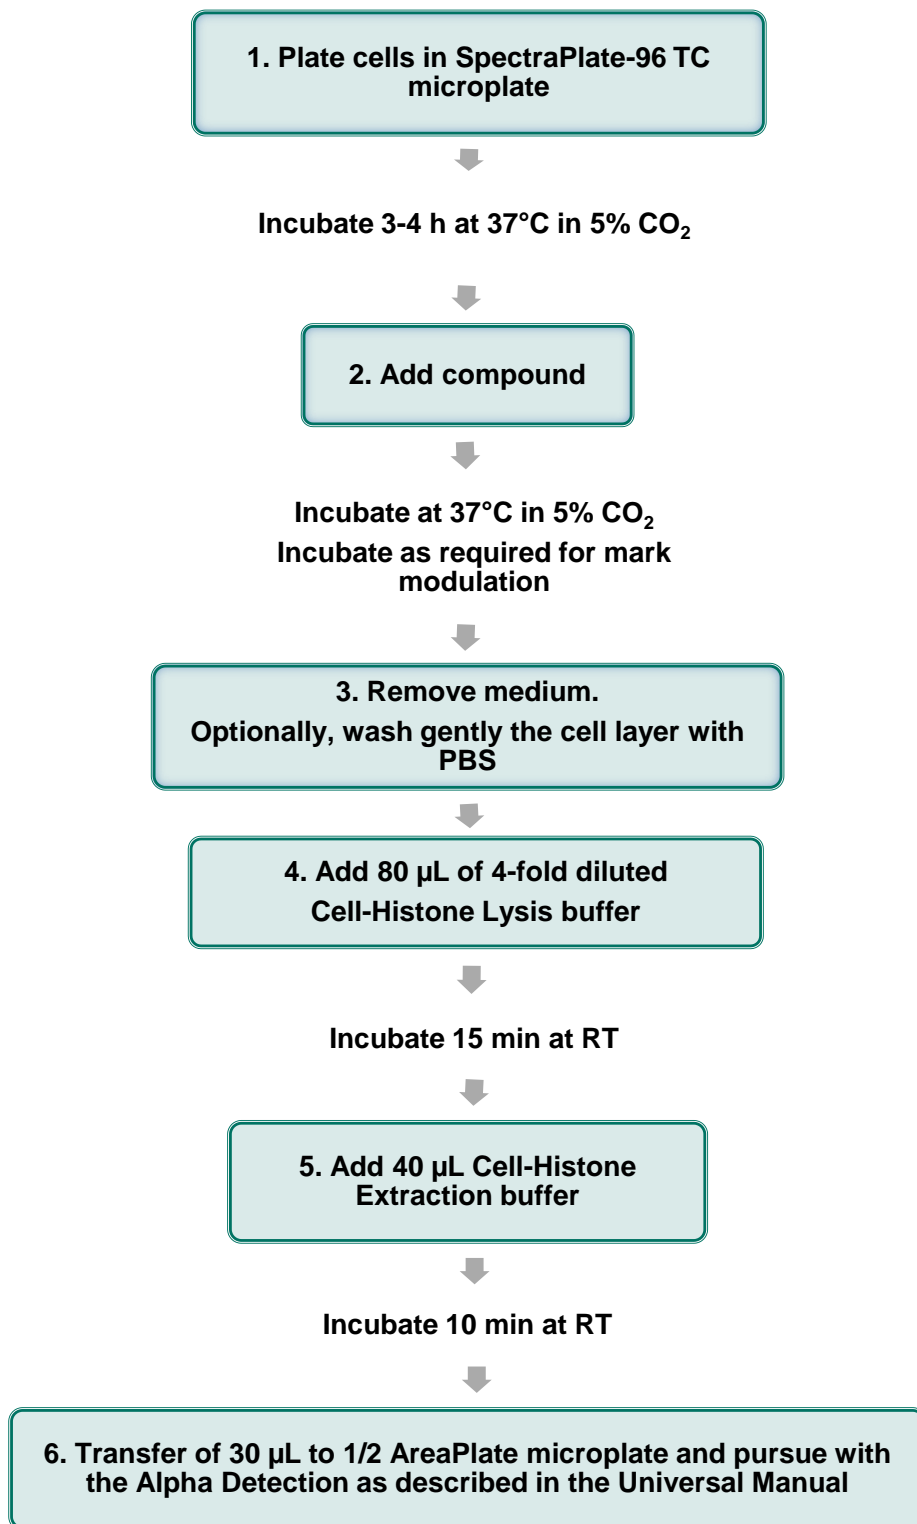 1. Plate cells in SpectraPlate-96 TC
microplate
Incubate 3-4 h at 37°C in 5% CO₂
2. Add compound
Incubate at 37°C in 5% CO₂
Incubate as required for mark
modulation
3. Remove medium.
Optionally, wash gently the cell layer with
PBS
4. Add 80 µL of 4-fold diluted
Cell-Histone Lysis buffer
Incubate 15 min at RT
5. Add 40 µL Cell-Histone
Extraction buffer
Incubate 10 min at RT
6. Transfer of 30 µL to 1/2 AreaPlate microplate and pursue with
the Alpha Detection as described in the Universal Manual